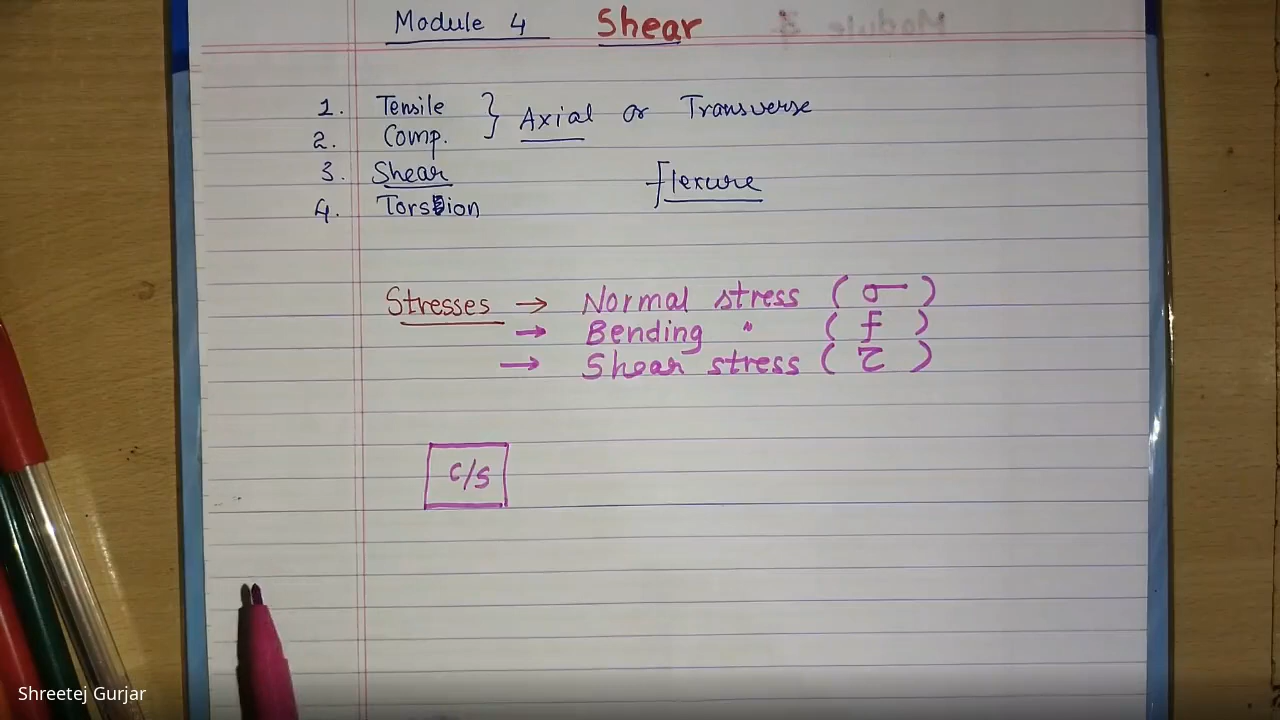 Module 4 Shear
1. Tensile } Axial or Transverse
2. Comp.
3. Shear flexure
4. Torsion
Stresses → Normal stress (σ)
→ Bending " (f)
→ Shear stress (τ)
C/S
Shreetej Gurjar